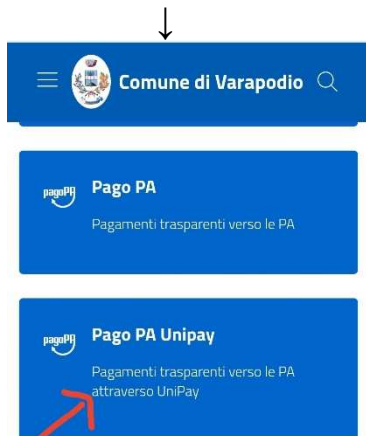 Comune di Varapodio
pagoPA
Pago PA
Pagamenti trasparenti verso le PA
pagoPA
Pago PA Unipay
Pagamenti trasparenti verso le PA
attraverso UniPay